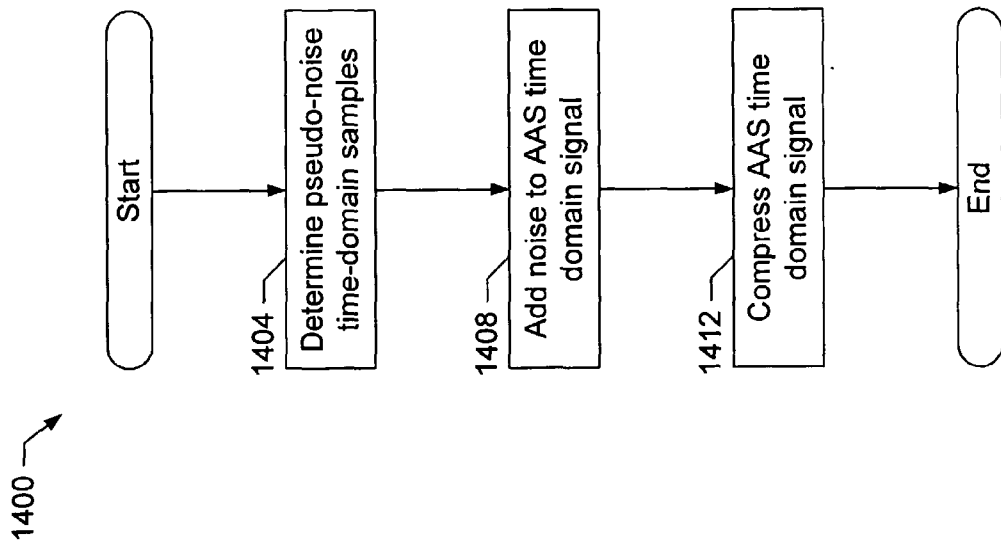 1400
Start
1404
Determine pseudo-noise
time-domain samples
1408
Add noise to AAS time
domain signal
1412
Compress AAS time
domain signal
End